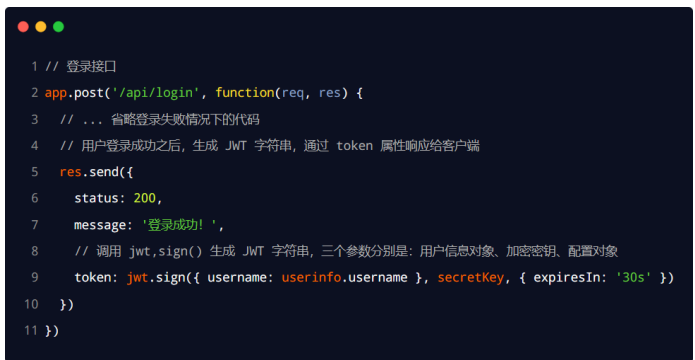 1 // 登录接口
2 app.post('/api/login', function(req, res) {
3   // ... 省略登录失败情况下的代码
4   // 用户登录成功之后，生成 JWT 字符串，通过 token 属性响应给客户端
5   res.send({
6     status: 200,
7     message: '登录成功！',
8     // 调用 jwt,sign() 生成 JWT 字符串，三个参数分别是：用户信息对象、加密密钥、配置对象
9     token: jwt.sign({ username: userinfo.username }, secretKey, { expiresIn: '30s' })
10   })
11 })